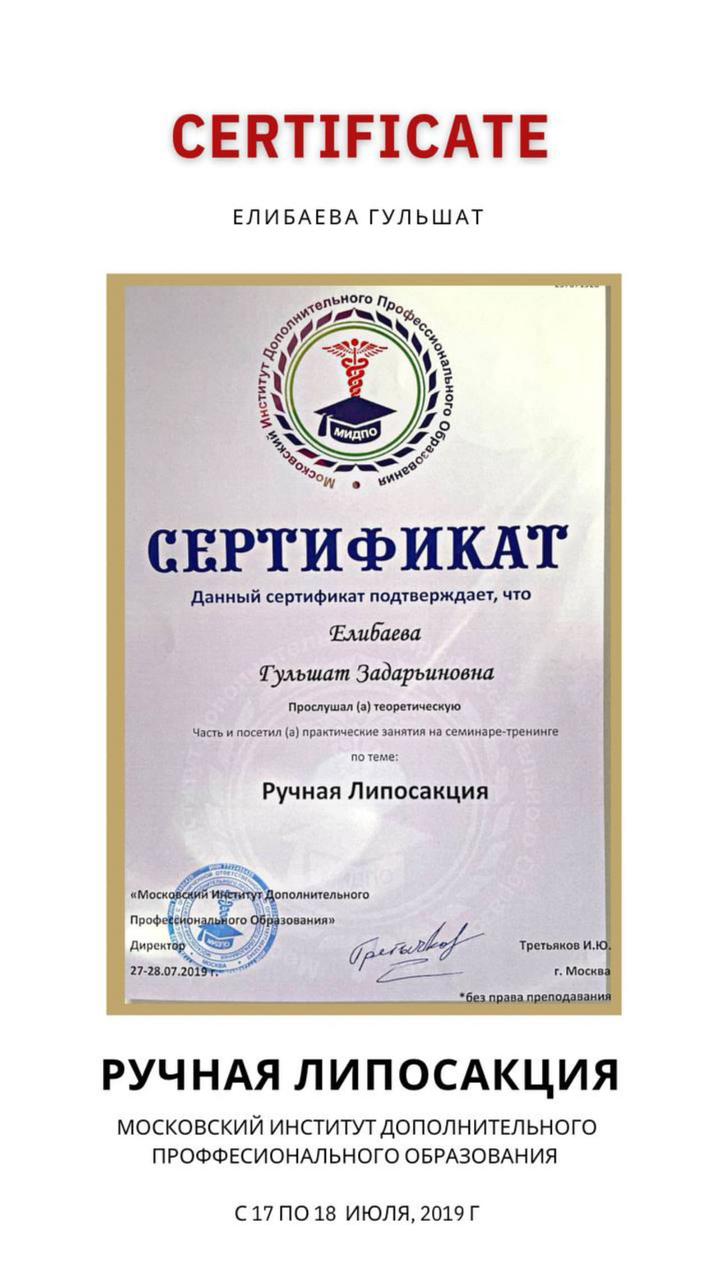 CERTIFICATE
ЕЛИБАЕВА ГУЛЬШАТ
Московский Институт Дополнительного Профессионального Образования
МИДПО
СЕРТИФИКАТ
Данный сертификат подтверждает, что
Елибаева
Гульшат Задарьиновна
Прослушал (а) теоретическую
Часть и посетил (а) практические занятия на семинаре-тренинге
по теме:
Ручная Липосакция
«Московский Институт Дополнительного
Профессионального Образования»
Директор
Третьяков И.Ю.
27-28.07.2019 г.
г. Москва
*без права преподавания
РУЧНАЯ ЛИПОСАКЦИЯ
МОСКОВСКИЙ ИНСТИТУТ ДОПОЛНИТЕЛЬНОГО
ПРОФФЕСИОНАЛЬНОГО ОБРАЗОВАНИЯ
С 17 ПО 18 ИЮЛЯ, 2019 Г